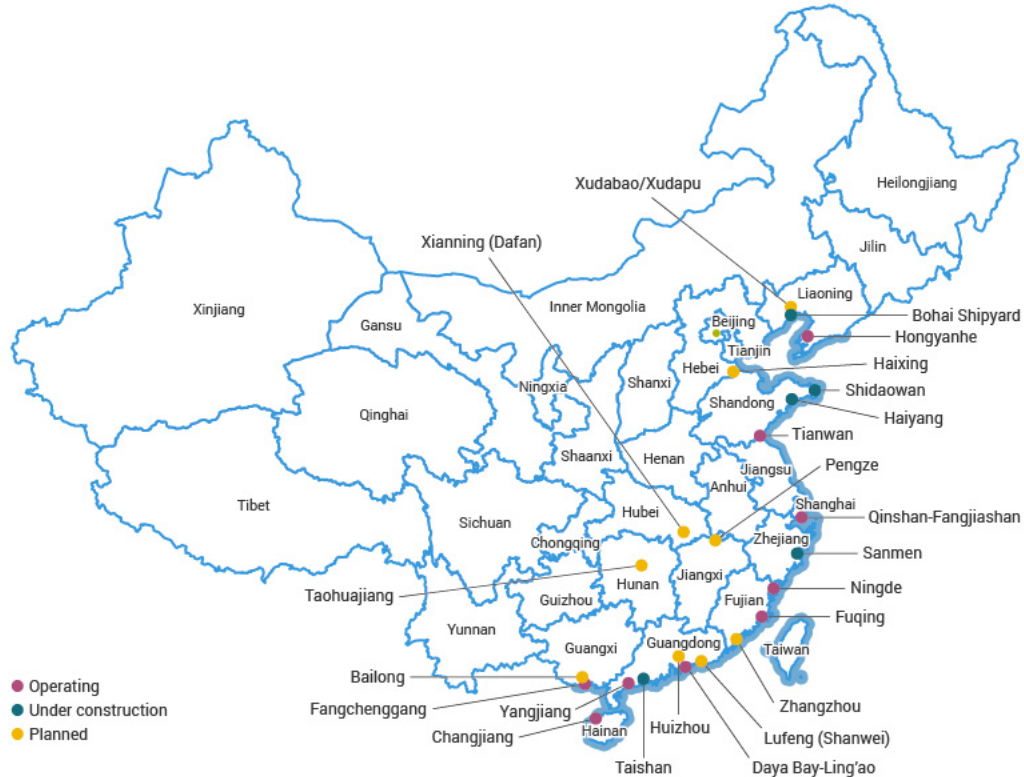 Heilongjiang
Xudabao/Xudapu
Xianning (Dafan)
Jilin
Liaoning
Inner Mongolia
Xinjiang
Bohai Shipyard
Beijing
Gansu
Hongyanhe
Tianjin
Haixing
Hebei
Shanxi
Ningxia
Shidaowan
Shandong
Qinghai
Haiyang
Tianwan
Shaanxi
Henan
Pengze
Jiangsu
Anhui
Tibet
Shanghai
Hubei
Qinshan-Fangjiashan
Sichuan
Zhejiang
Chongqing
Sanmen
Jiangxi
Hunan
Ningde
Taohuajiang
Guizhou
Fujian
Fuqing
Yunnan
Guangdong
Guangxi
Taiwan
Bailong
Operating
Zhangzhou
Fangchenggang
Yangjiang
Under construction
Huizhou
Hainan
Planned
Changjiang
Lufeng (Shanwei)
Taishan
Daya Bay-Ling'ao